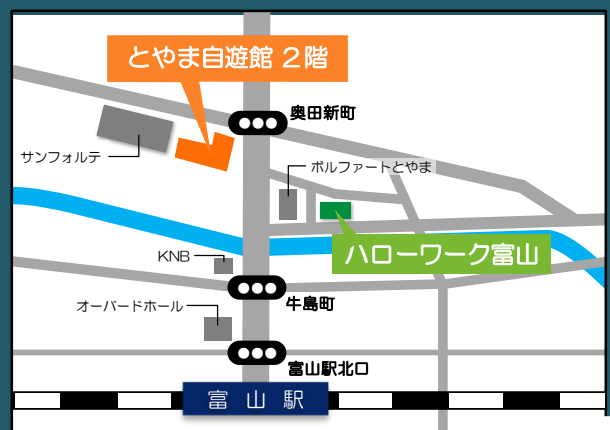 とやま自遊館 2階
奥田新町
サンフォルテ
ボルファートとやま
ハローワーク富山
KNB
牛島町
オーバードホール
富山駅北口
富山駅